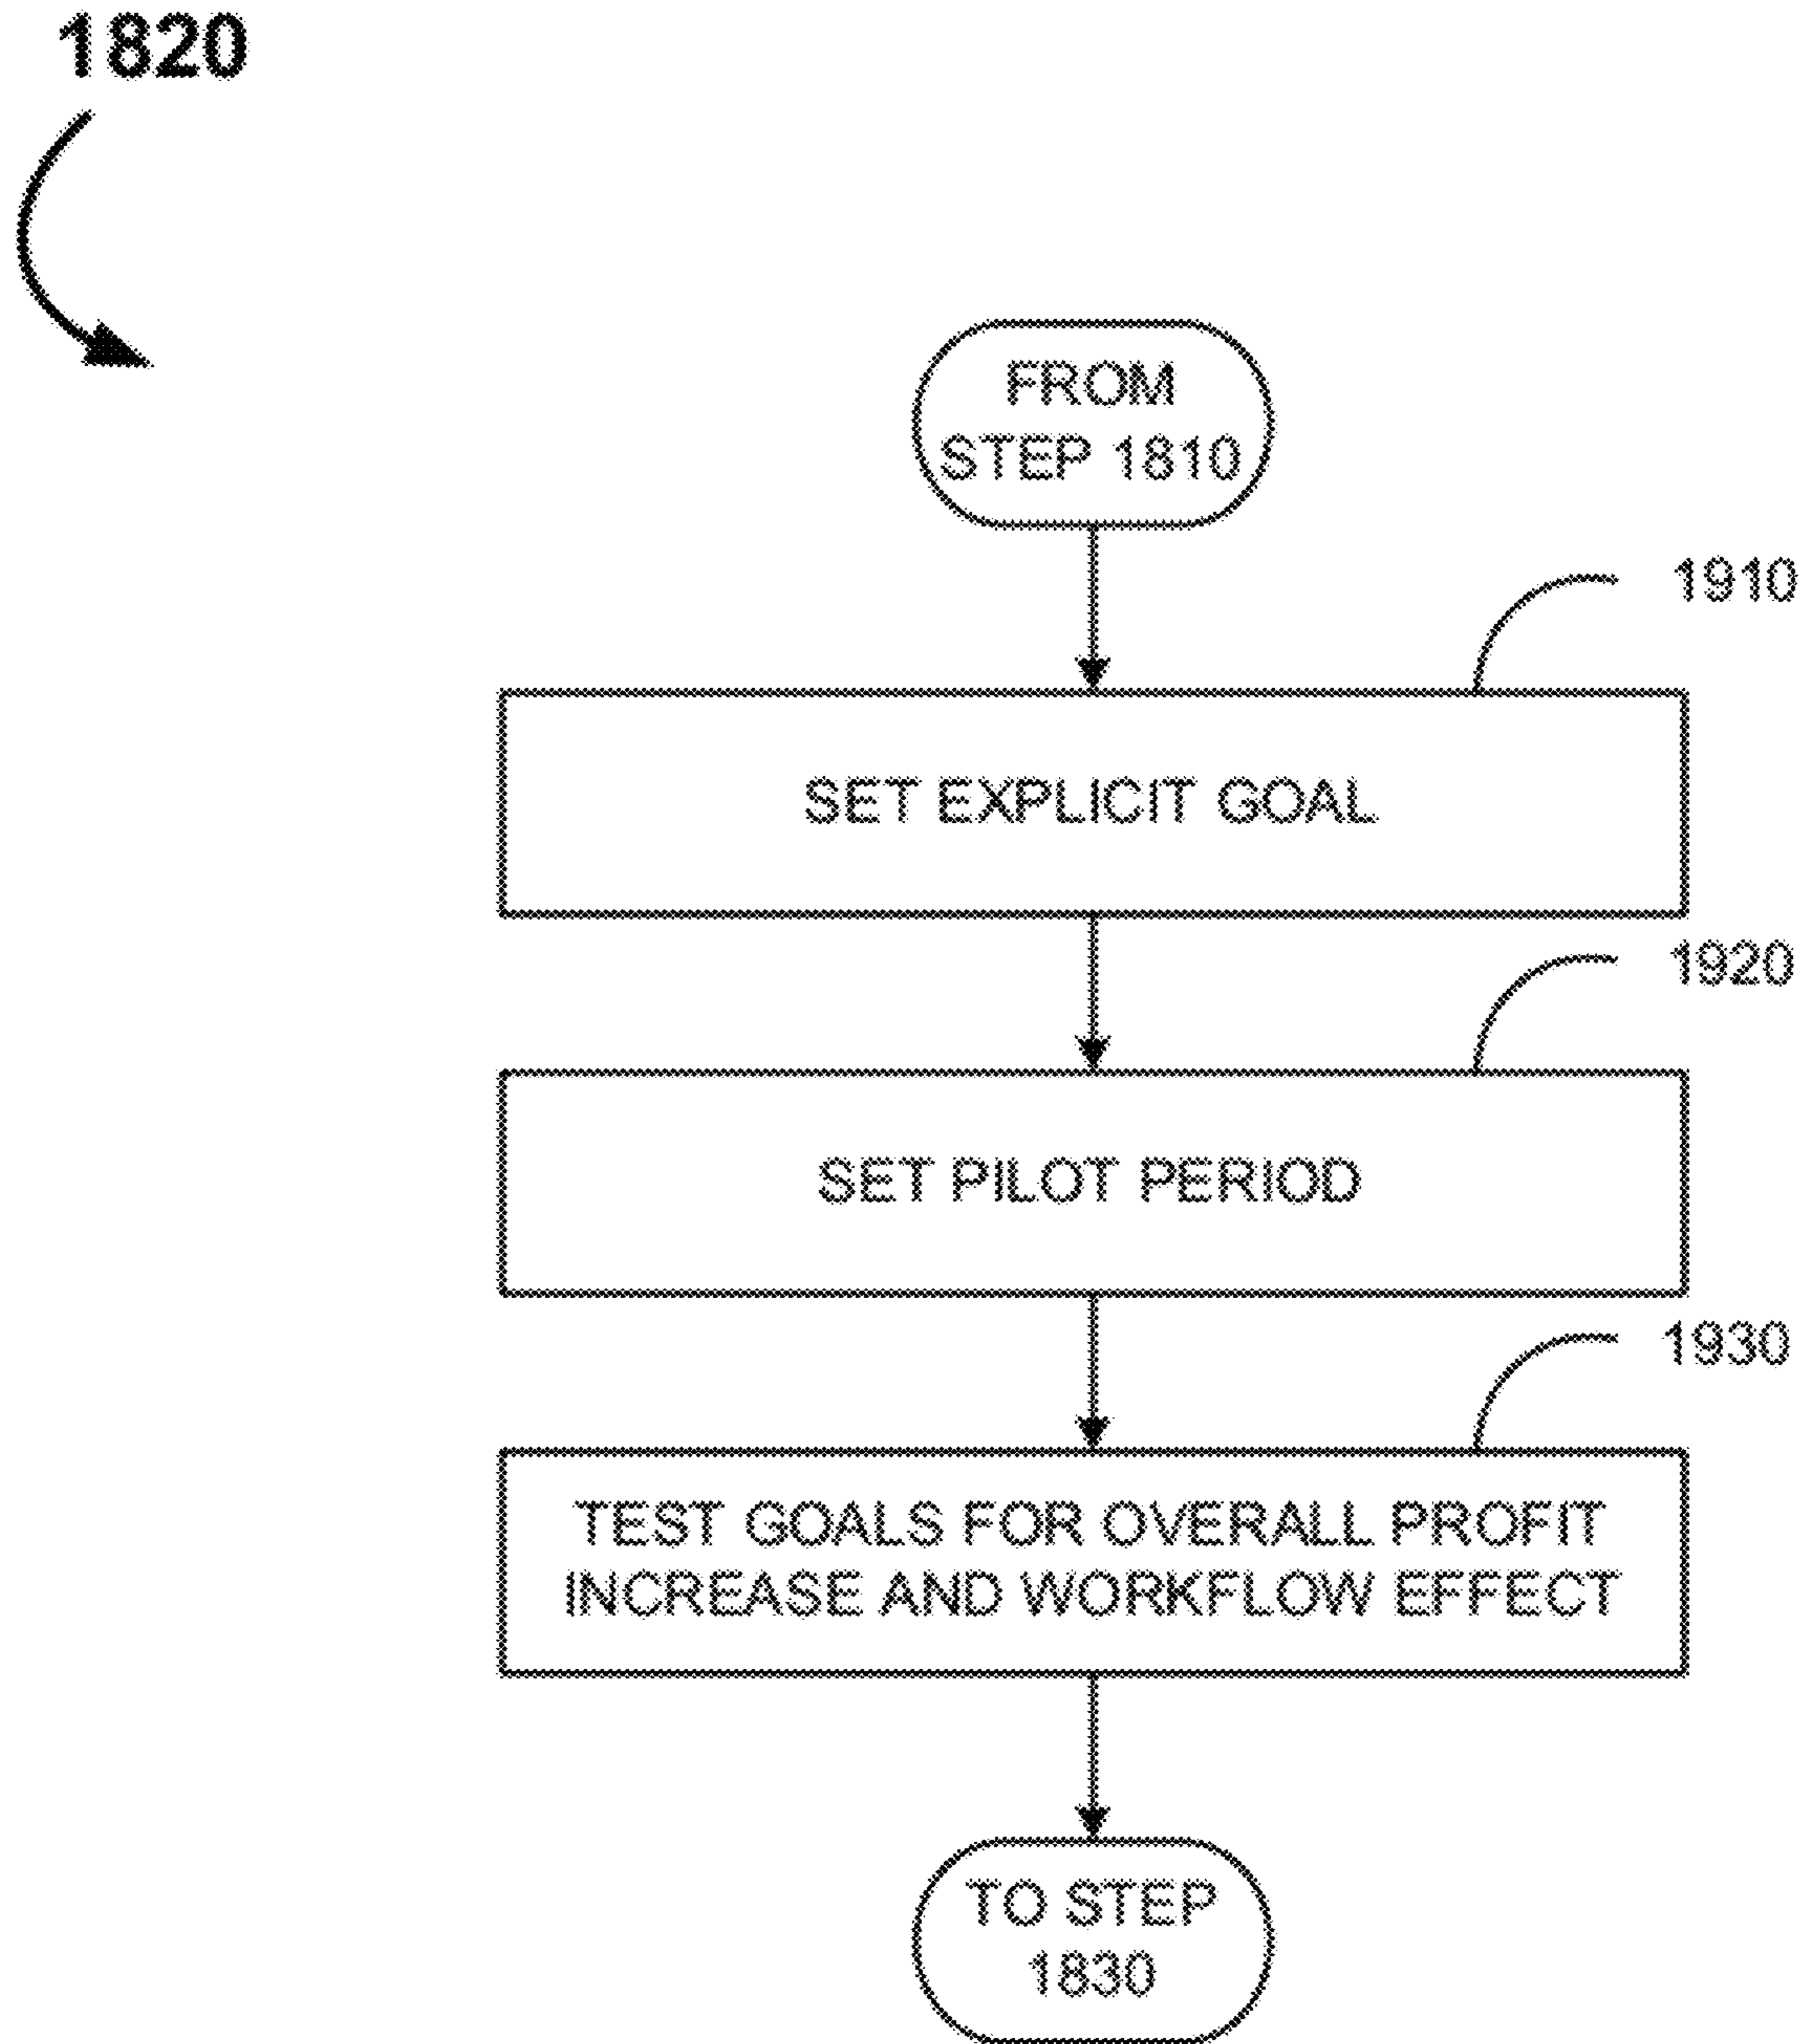 1820
FROM
STEP 1810
1910
SET EXPLICIT GOAL
1920
SET PILOT PERIOD
1930
TEST GOALS FOR OVERALL PROFIT
INCREASE AND WORKFLOW EFFECT
TO STEP
1830